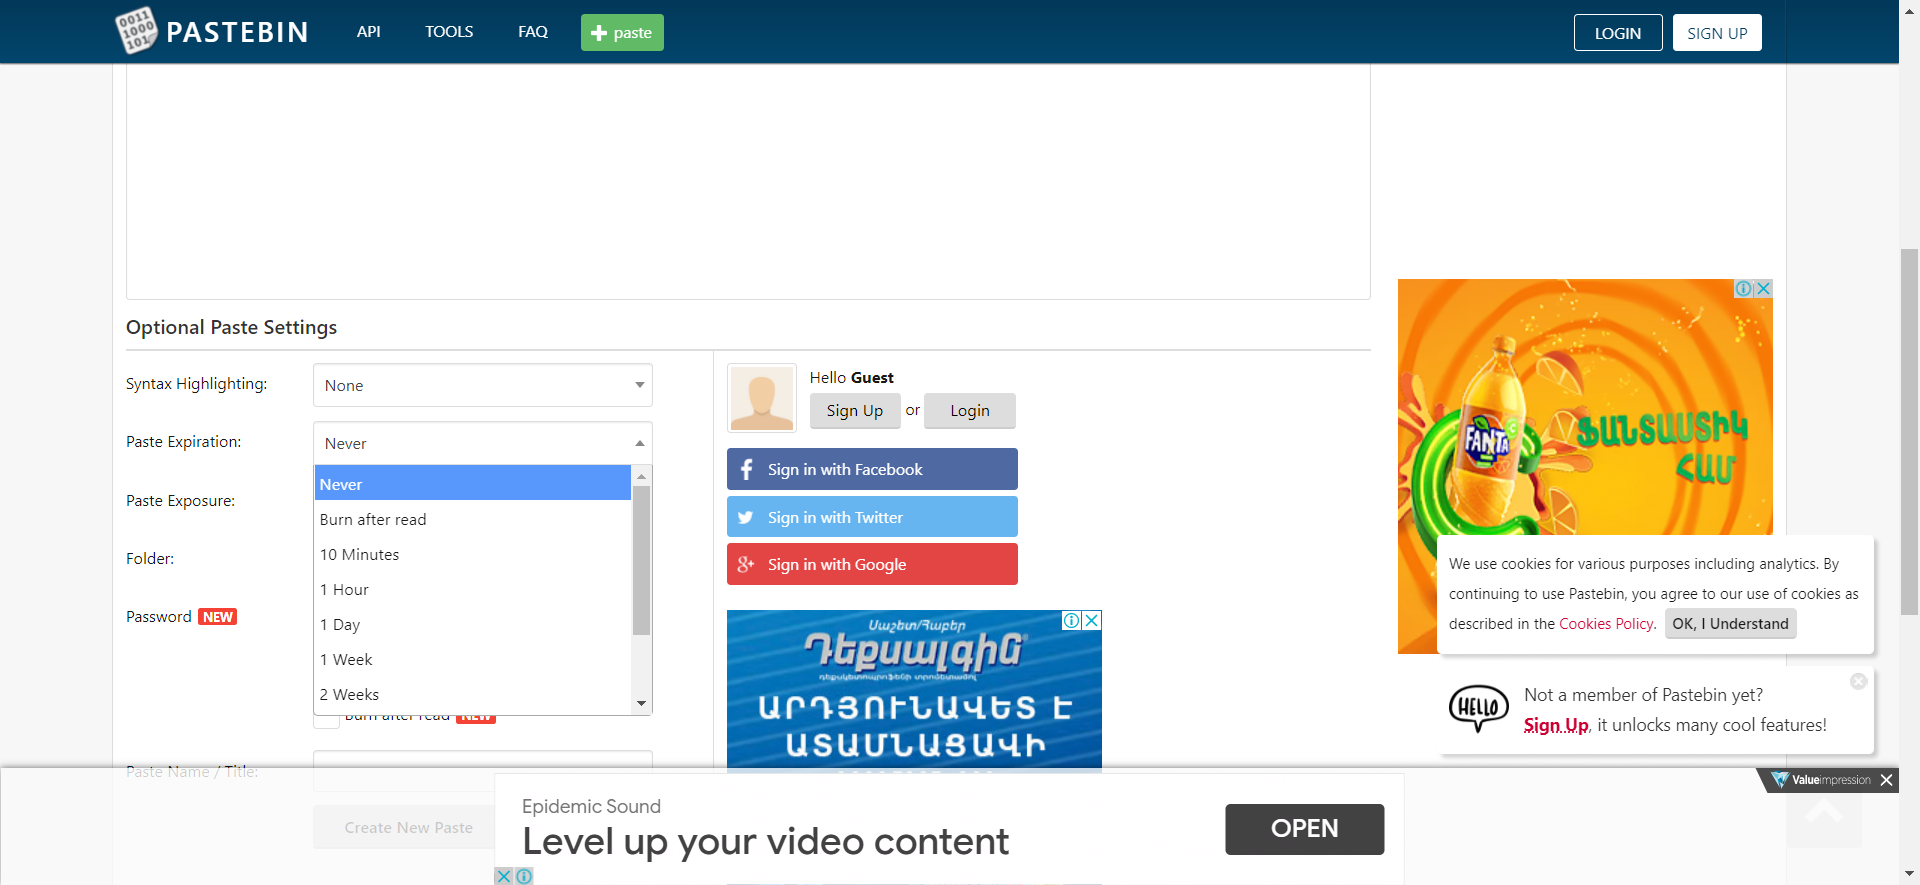 0011
1000
101
PASTEBIN
API
TOOLS
FAQ
paste
LOGIN
SIGN UP
Optional Paste Settings
Syntax Highlighting:
None
Paste Expiration:
Never
Never
Burn after read
10 Minutes
1 Hour
1 Day
1 Week
2 Weeks
Paste Exposure:
Folder:
Password NEW
Burn after read NEW
Paste Name / Title:
Create New Paste
Hello Guest
Sign Up or Login
Sign in with Facebook
Sign in with Twitter
Sign in with Google
Սաշետ/Յաբեր
Դեքսալգին®
դեքսկետոպրոֆենի տրոմետամոլ
ԱՐԴՅՈՒՆԱՎԵՏ Է
ԱՏԱՄՆԱՑԱՎԻ
FANTA
ՖԱՆՏԱՍՏԻԿ
ՀԱՄ
We use cookies for various purposes including analytics. By
continuing to use Pastebin, you agree to our use of cookies as
described in the Cookies Policy. OK, I Understand
HELLO
Not a member of Pastebin yet?
Sign Up, it unlocks many cool features!
Valueimpression
Epidemic Sound
Level up your video content
OPEN